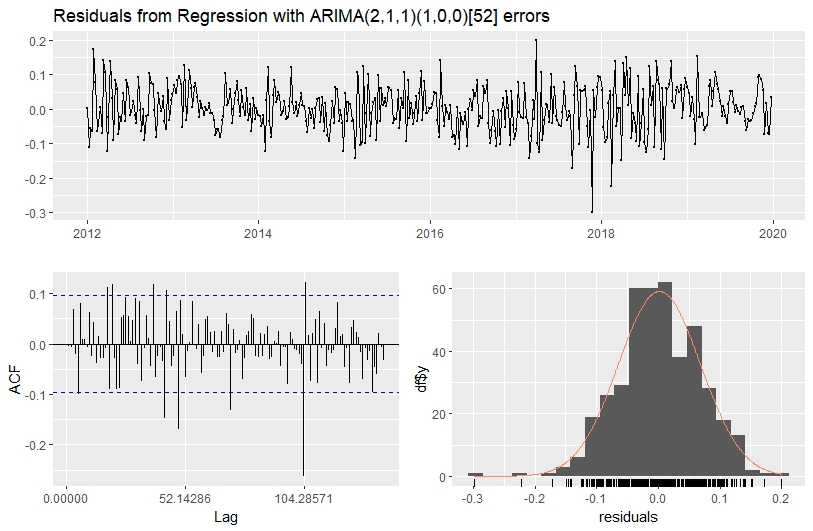 Residuals from Regression with ARIMA(2,1,1)(1,0,0)[52] errors
0.2
0.1
0.0
-0.1
-0.2
-0.3
2012 2014 2016 2018 2020
ACF
0.1
0.0
-0.1
-0.2
0.00000 52.14286 104.28571
Lag
df$y
60
40
20
0
-0.3 -0.2 -0.1 0.0 0.1 0.2
residuals